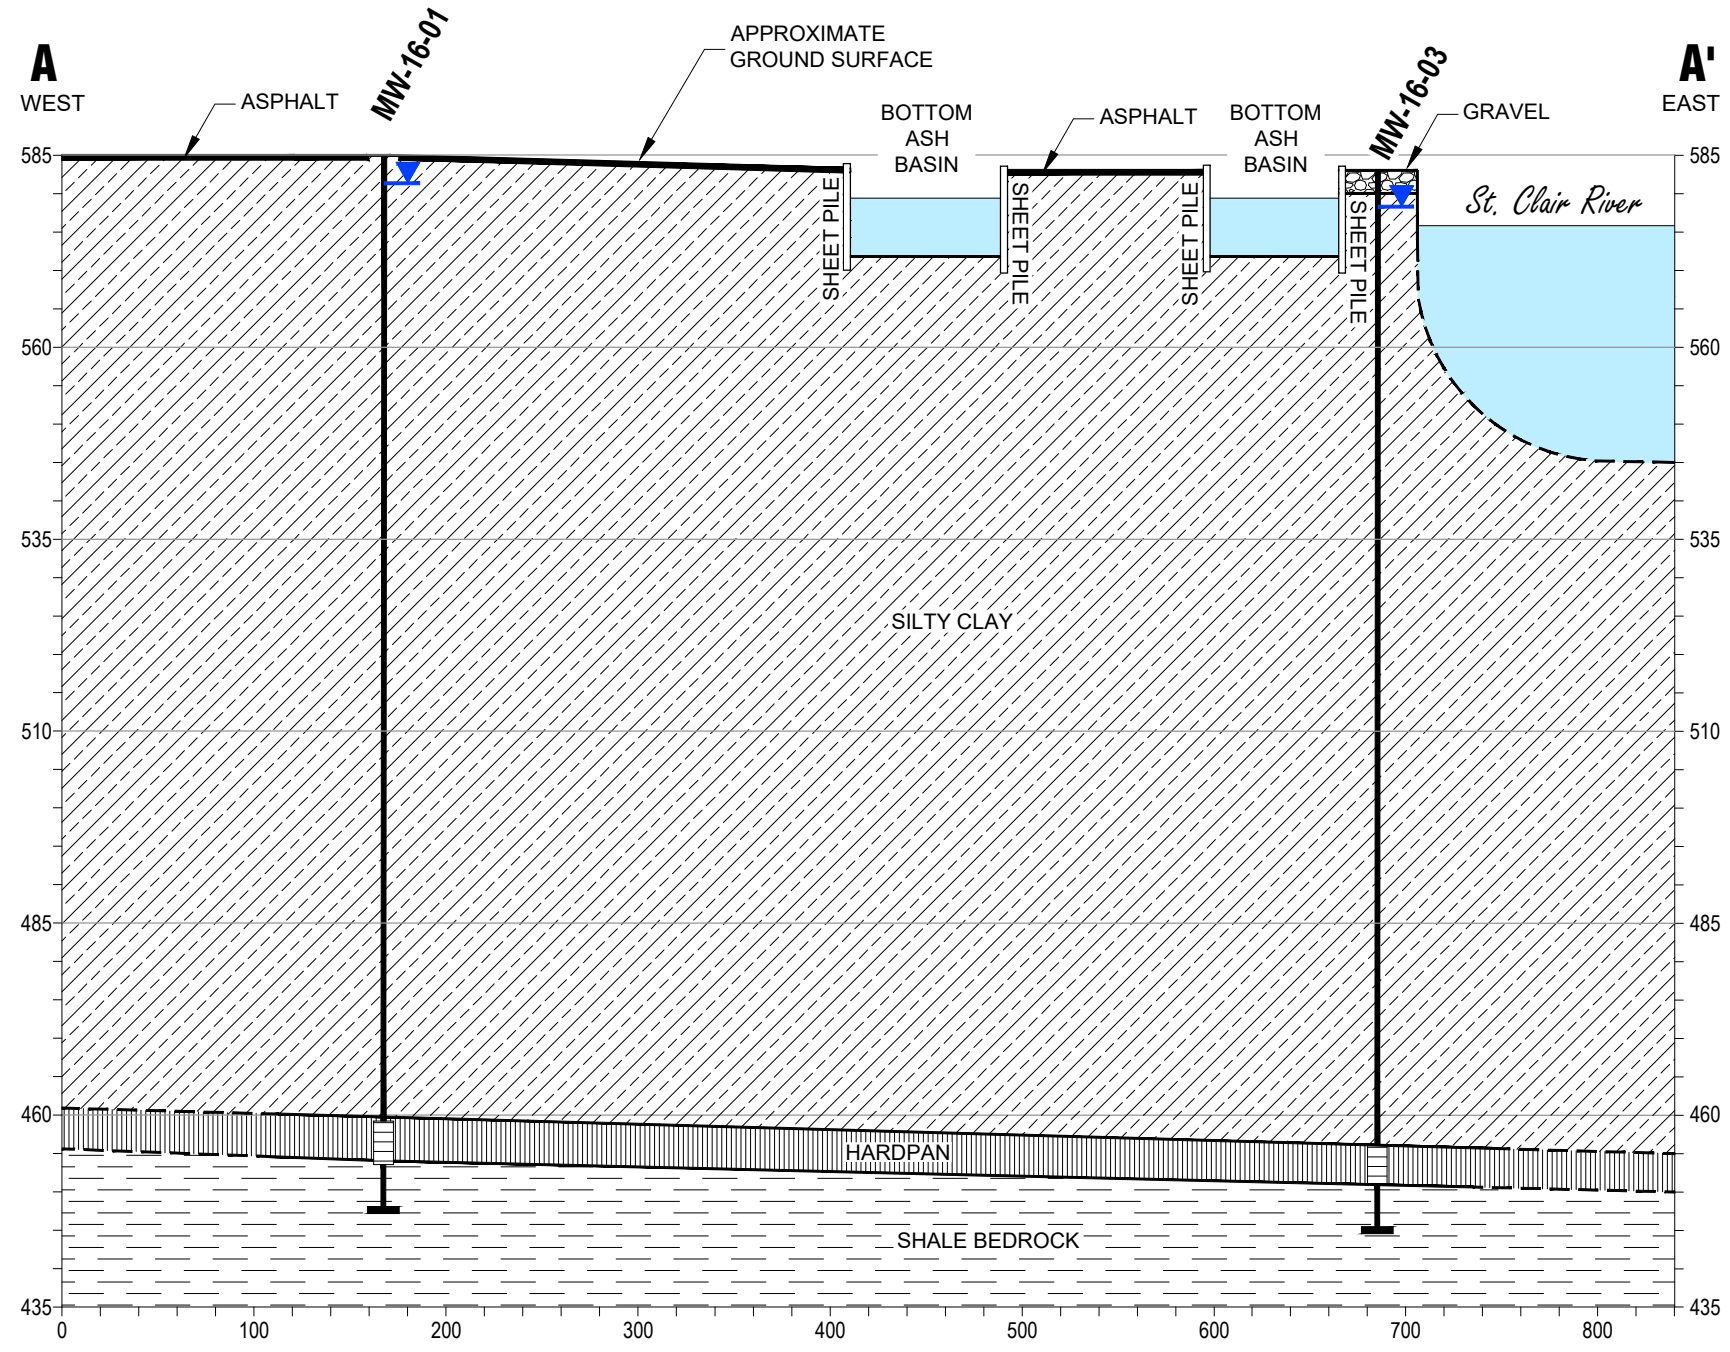 A
WEST
ASPHALT
MW-16-01
APPROXIMATE
GROUND SURFACE
BOTTOM
ASH
BASIN
ASPHALT
BOTTOM
ASH
BASIN
MW-16-03
GRAVEL
A'
EAST
585
585
SHEET PILE
SHEET PILE
SHEET PILE
SHEET PILE
St. Clair River
560
560
535
535
SILTY CLAY
510
510
485
485
460
460
HARDPAN
SHALE BEDROCK
435
435
0
100
200
300
400
500
600
700
800